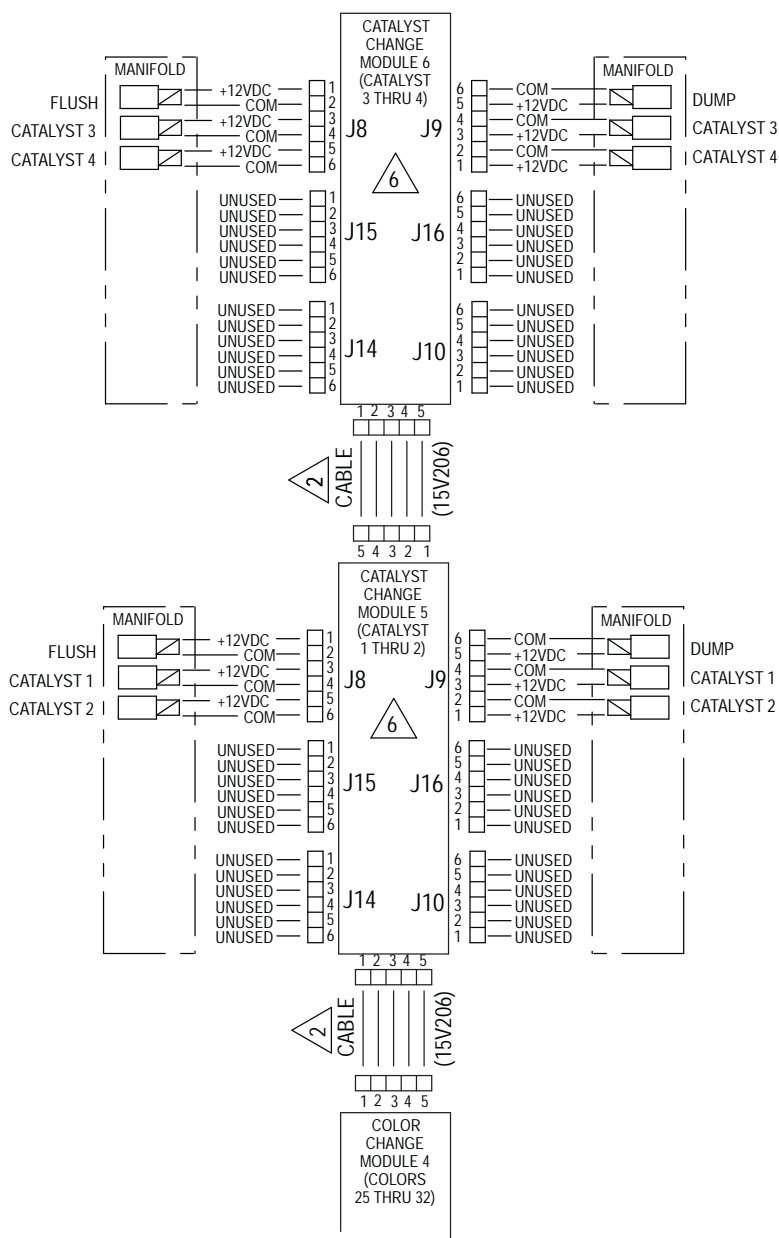 CATALYST
CHANGE
MODULE 6
(CATALYST
3 THRU 4)
MANIFOLD
FLUSH
CATALYST 3
CATALYST 4
+12VDC 1
COM 2
+12VDC 3
COM 4
+12VDC 5
COM 6
J8 J9
6
6 COM
5 +12VDC
4 COM
3 +12VDC
2 COM
1 +12VDC
MANIFOLD
DUMP
CATALYST 3
CATALYST 4
UNUSED 1
UNUSED 2
UNUSED 3
UNUSED 4
UNUSED 5
UNUSED 6
J15 J16
6 UNUSED
5 UNUSED
4 UNUSED
3 UNUSED
2 UNUSED
1 UNUSED
UNUSED 1
UNUSED 2
UNUSED 3
UNUSED 4
UNUSED 5
UNUSED 6
J14 J10
6 UNUSED
5 UNUSED
4 UNUSED
3 UNUSED
2 UNUSED
1 UNUSED
1 2 3 4 5
2
CABLE
(15V206)
5 4 3 2 1
CATALYST
CHANGE
MODULE 5
(CATALYST
1 THRU 2)
MANIFOLD
FLUSH
CATALYST 1
CATALYST 2
+12VDC 1
COM 2
+12VDC 3
COM 4
+12VDC 5
COM 6
J8 J9
6
6 COM
5 +12VDC
4 COM
3 +12VDC
2 COM
1 +12VDC
MANIFOLD
DUMP
CATALYST 1
CATALYST 2
UNUSED 1
UNUSED 2
UNUSED 3
UNUSED 4
UNUSED 5
UNUSED 6
J15 J16
6 UNUSED
5 UNUSED
4 UNUSED
3 UNUSED
2 UNUSED
1 UNUSED
UNUSED 1
UNUSED 2
UNUSED 3
UNUSED 4
UNUSED 5
UNUSED 6
J14 J10
6 UNUSED
5 UNUSED
4 UNUSED
3 UNUSED
2 UNUSED
1 UNUSED
1 2 3 4 5
2
CABLE
(15V206)
1 2 3 4 5
COLOR
CHANGE
MODULE 4
(COLORS
25 THRU 32)